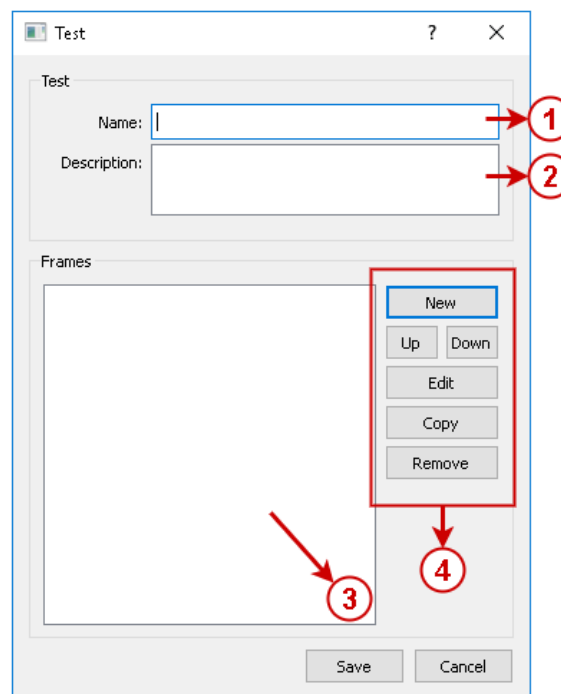 Test ?
Test
Name: 1
Description: 2
Frames
New
Up Down
Edit
Copy
Remove
4
3
Save Cancel